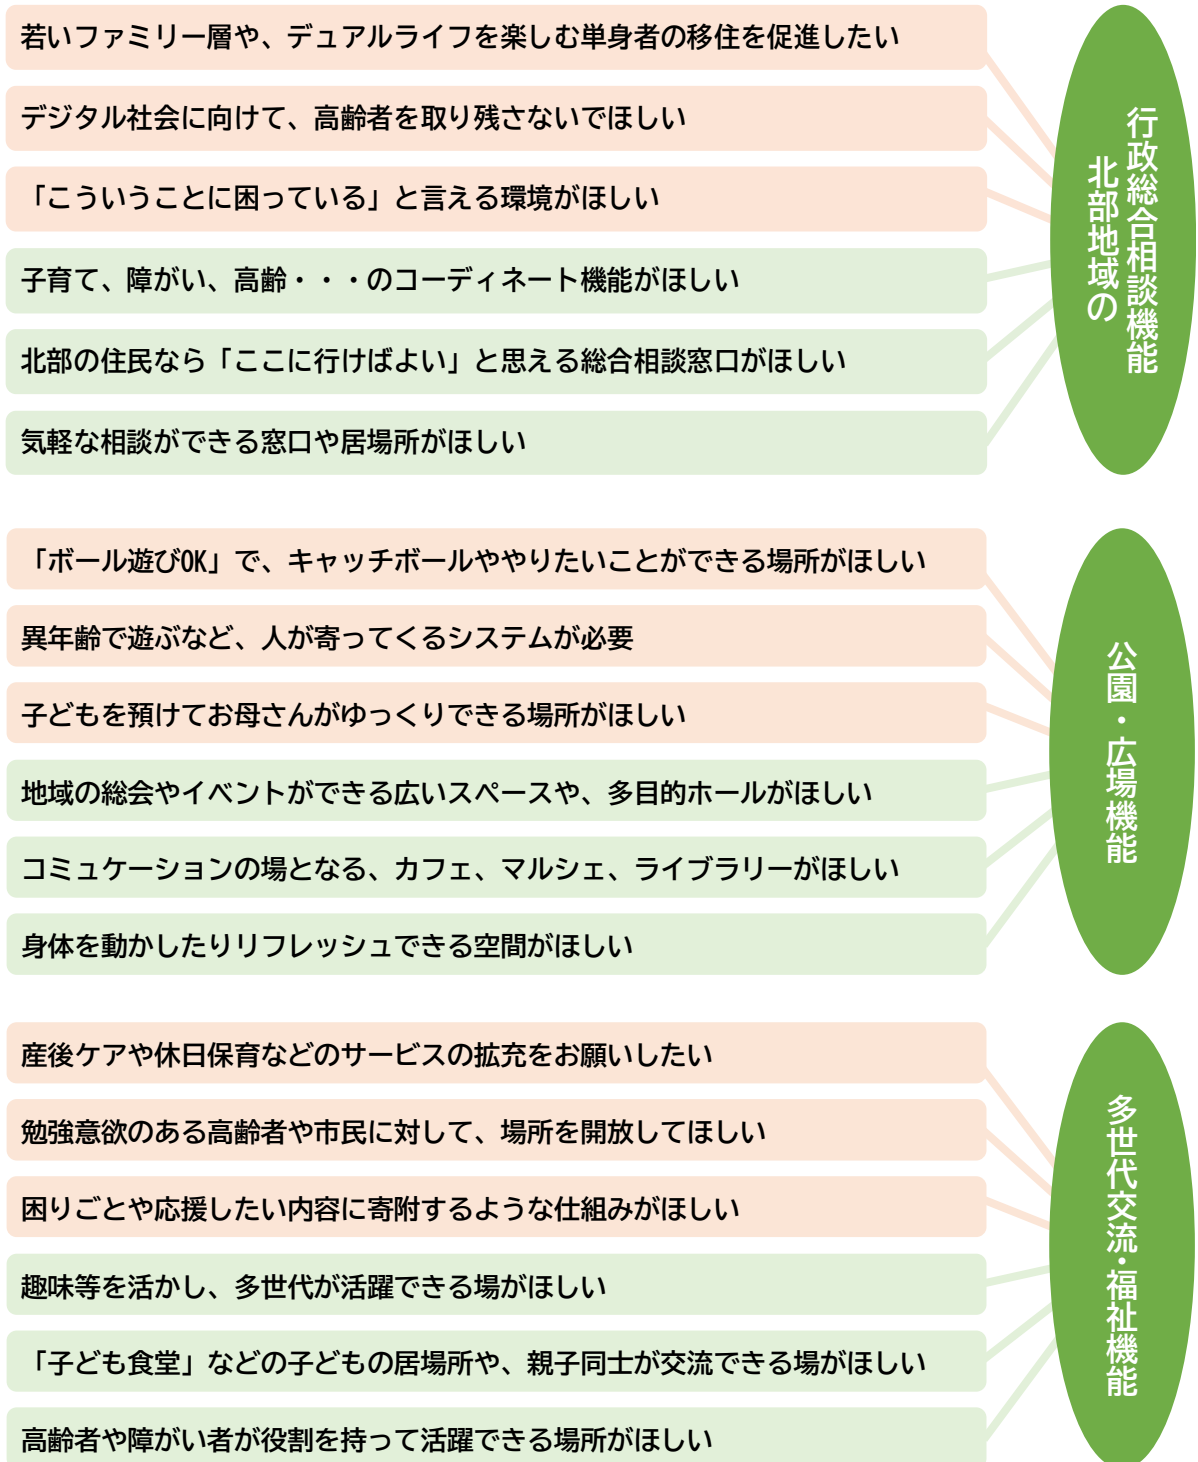 若いファミリー層や、デュアルライフを楽しむ単身者の移住を促進したい
デジタル社会に向けて、高齢者を取り残さないでほしい
「こういうことに困っている」と言える環境がほしい
子育て、障がい、高齢・・・のコーディネート機能がほしい
北部の住民なら「ここに行けばよい」と思える総合相談窓口がほしい
気軽な相談ができる窓口や居場所がほしい
行政総合相談機能
北部地域の
「ボール遊びOK」で、キャッチボールややりたいことができる場所がほしい
異年齢で遊ぶなど、人が寄ってくるシステムが必要
子どもを預けてお母さんがゆっくりできる場所がほしい
地域の総会やイベントができる広いスペースや、多目的ホールがほしい
コミュケーションの場となる、カフェ、マルシェ、ライブラリーがほしい
身体を動かしたりリフレッシュできる空間がほしい
公園・広場機能
産後ケアや休日保育などのサービスの拡充をお願いしたい
勉強意欲のある高齢者や市民に対して、場所を開放してほしい
困りごとや応援したい内容に寄附するような仕組みがほしい
趣味等を活かし、多世代が活躍できる場がほしい
「子ども食堂」などの子どもの居場所や、親子同士が交流できる場がほしい
高齢者や障がい者が役割を持って活躍できる場所がほしい
多世代交流・福祉機能